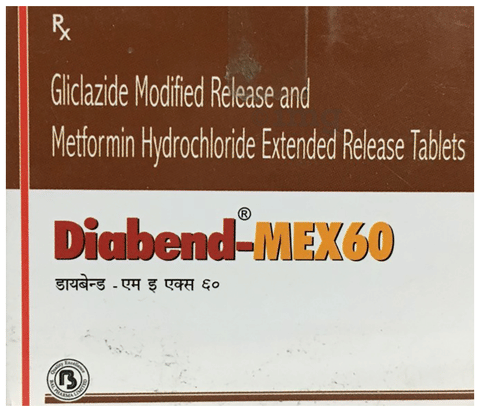 Rx
Gliclazide Modified Release and
Metformin Hydrochloride Extended Release Tablets
Diabend®-MEX60
डायबेन्ड - एम इ एक्स ६०